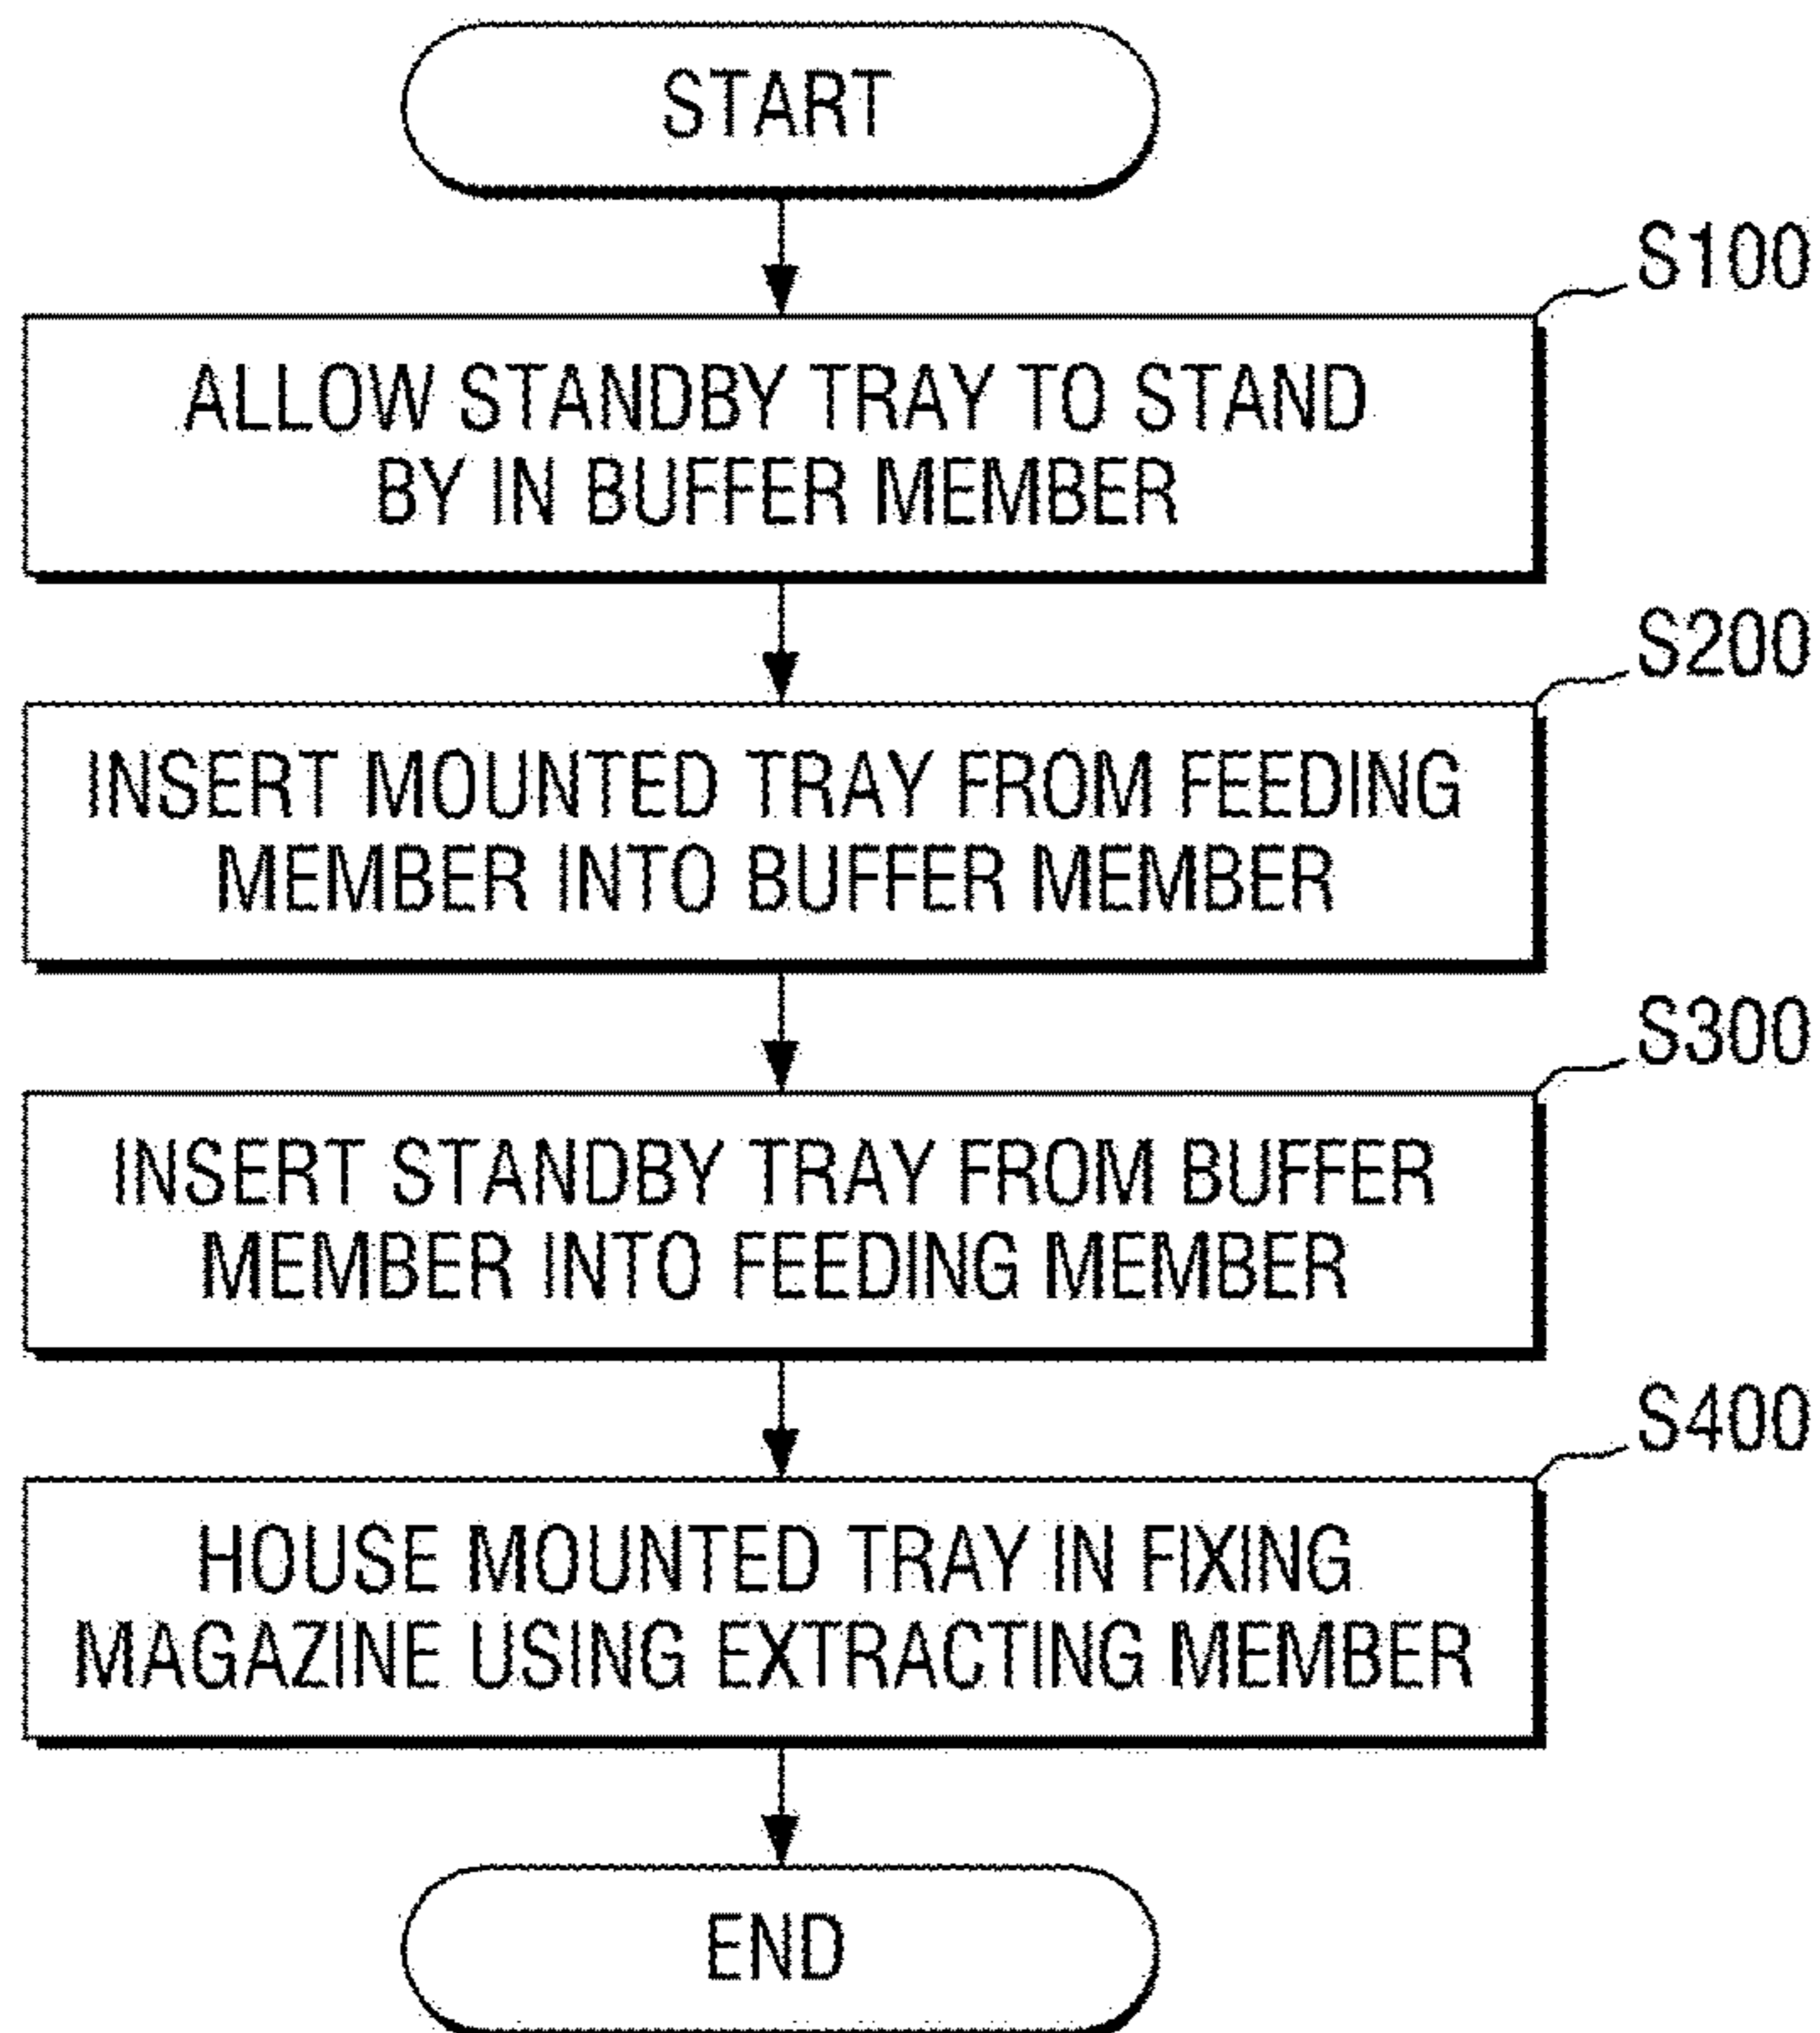 START
S100
ALLOW STANDBY TRAY TO STAND
BY IN BUFFER MEMBER
S200
INSERT MOUNTED TRAY FROM FEEDING
MEMBER INTO BUFFER MEMBER
S300
INSERT STANDBY TRAY FROM BUFFER
MEMBER INTO FEEDING MEMBER
S400
HOUSE MOUNTED TRAY IN FIXING
MAGAZINE USING EXTRACTING MEMBER
END